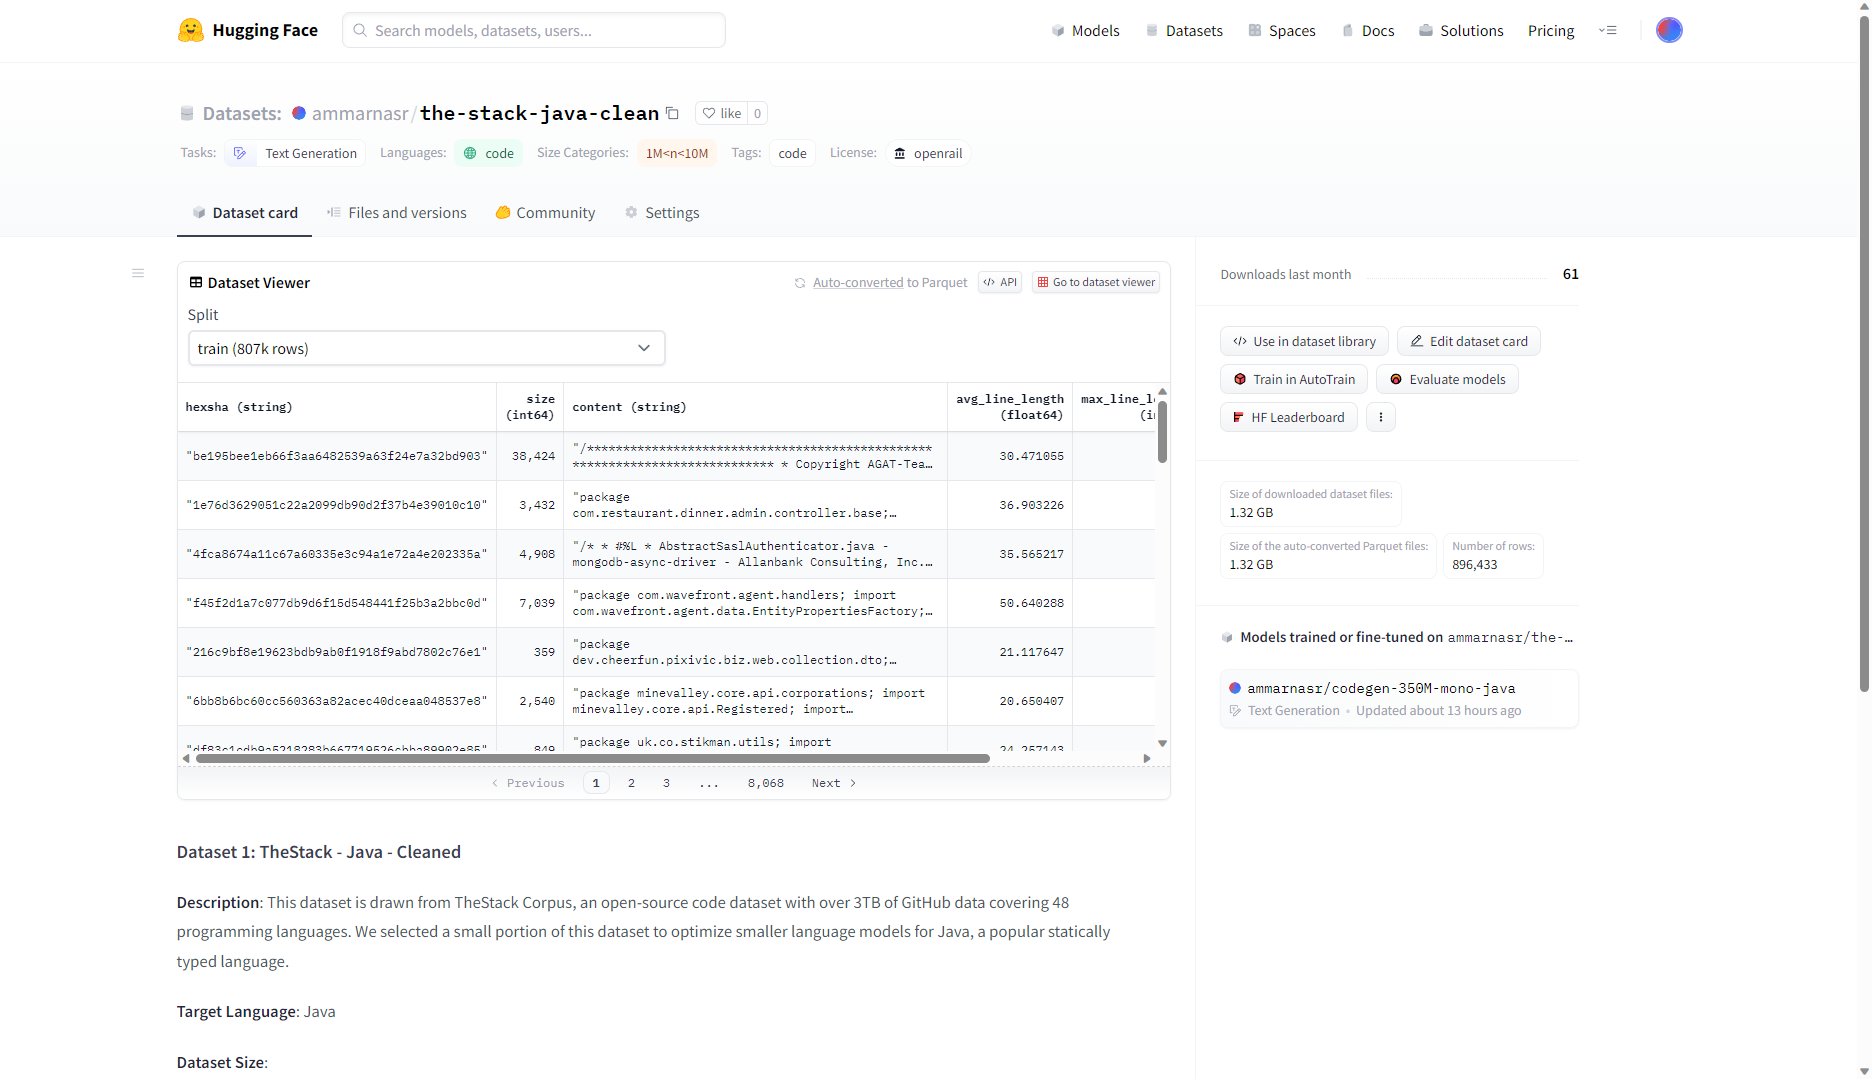 Hugging Face
Search models, datasets, users...
Models
Datasets
Spaces
Docs
Solutions
Pricing
Datasets: ammarnasr/the-stack-java-clean
like 0
Tasks: Text Generation Languages: code Size Categories: 1M<n<10M Tags: code License: openrail
Dataset card
Files and versions
Community
Settings
Dataset Viewer
Auto-converted to Parquet
API
Go to dataset viewer
Split
train (807k rows)
hexsha (string)
size (int64)
content (string)
avg_line_length (float64)
"be195bee1eb66f3aa6482539a63f24e7a32bd903"
38,424
"/************************************************
**************************** * Copyright AGAT-Tea…
30.471055
"1e76d3629051c22a2099db90d2f37b4e39010c10"
3,432
"package
com.restaurant.dinner.admin.controller.base;…
36.903226
"4fca8674a11c67a60335e3c94a1e72a4e202335a"
4,908
"/* * #%L * AbstractSaslAuthenticator.java -
mongodb-async-driver - Allanbank Consulting, Inc.…
35.565217
"f45f2d1a7c077db9d6f15d548441f25b3a2bbc0d"
7,039
"package com.wavefront.agent.handlers; import
com.wavefront.agent.data.EntityPropertiesFactory;…
50.640288
"216c9bf8e19623bdb9ab0f1918f9abd7802c76e1"
359
"package
dev.cheerfun.pixivic.biz.web.collection.dto;…
21.117647
"6bb8b6bc60cc560363a82acec40dceaa048537e8"
2,540
"package minevalley.core.api.corporations; import
minevalley.core.api.Registered; import…
20.650407
849
"package uk.co.stikman.utils; import
24.257143
Previous 1 2 3 ... 8,068 Next
Dataset 1: TheStack - Java - Cleaned
Description: This dataset is drawn from TheStack Corpus, an open-source code dataset with over 3TB of GitHub data covering 48
programming languages. We selected a small portion of this dataset to optimize smaller language models for Java, a popular statically
typed language.
Target Language: Java
Dataset Size:
Downloads last month 61
Use in dataset library
Edit dataset card
Train in AutoTrain
Evaluate models
HF Leaderboard
Size of downloaded dataset files:
1.32 GB
Size of the auto-converted Parquet files:
1.32 GB
Number of rows:
896,433
Models trained or fine-tuned on ammarnasr/the-…
ammarnasr/codegen-350M-mono-java
Text Generation • Updated about 13 hours ago